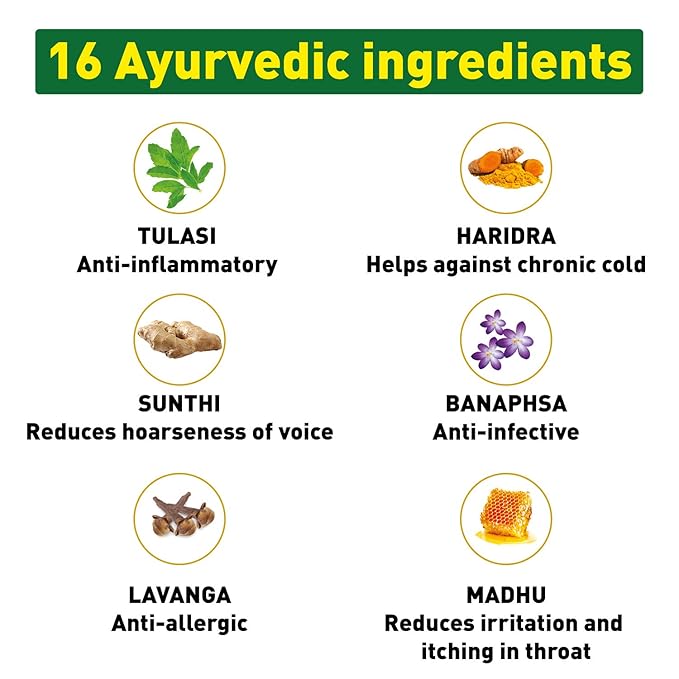 16 Ayurvedic ingredients
TULASI
Anti-inflammatory
HARIDRA
Helps against chronic cold
SUNTHI
Reduces hoarseness of voice
BANAPHSA
Anti-infective
LAVANGA
Anti-allergic
MADHU
Reduces irritation and
itching in throat